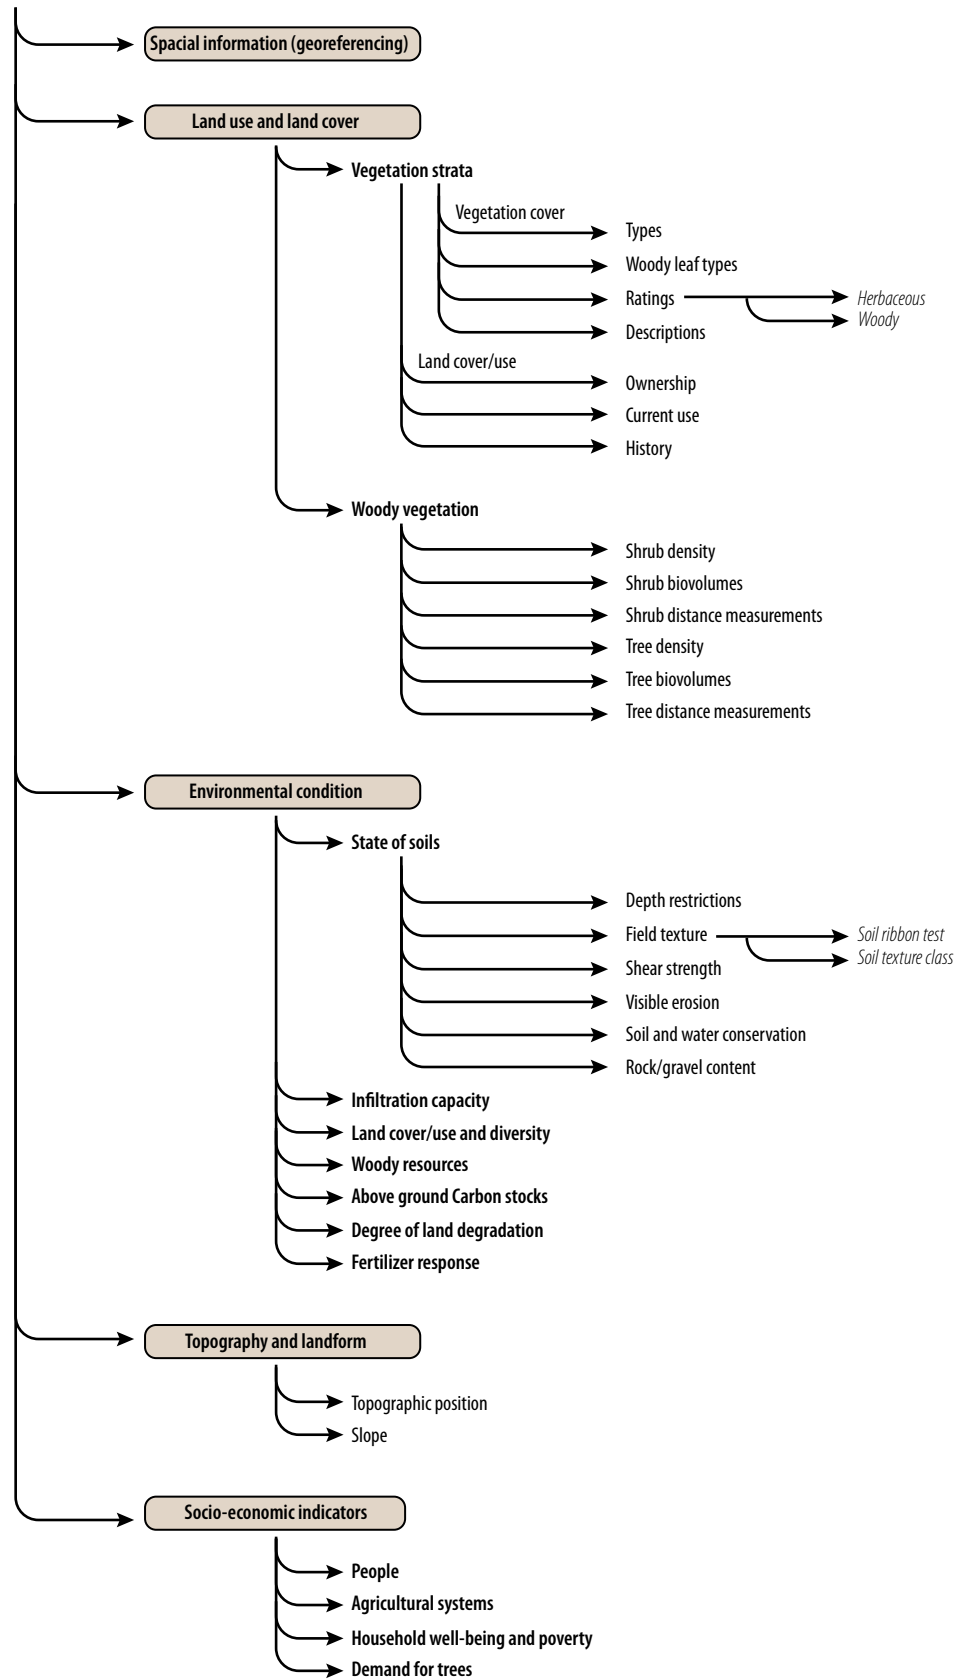 Spacial information (georeferencing)
Land use and land cover
Vegetation strata
Vegetation cover
Types
Woody leaf types
Ratings
Herbaceous
Woody
Descriptions
Land cover/use
Ownership
Current use
History
Woody vegetation
Shrub density
Shrub biovolumes
Shrub distance measurements
Tree density
Tree biovolumes
Tree distance measurements
Environmental condition
State of soils
Depth restrictions
Field texture
Soil ribbon test
Soil texture class
Shear strength
Visible erosion
Soil and water conservation
Rock/gravel content
Infiltration capacity
Land cover/use and diversity
Woody resources
Above ground Carbon stocks
Degree of land degradation
Fertilizer response
Topography and landform
Topographic position
Slope
Socio-economic indicators
People
Agricultural systems
Household well-being and poverty
Demand for trees